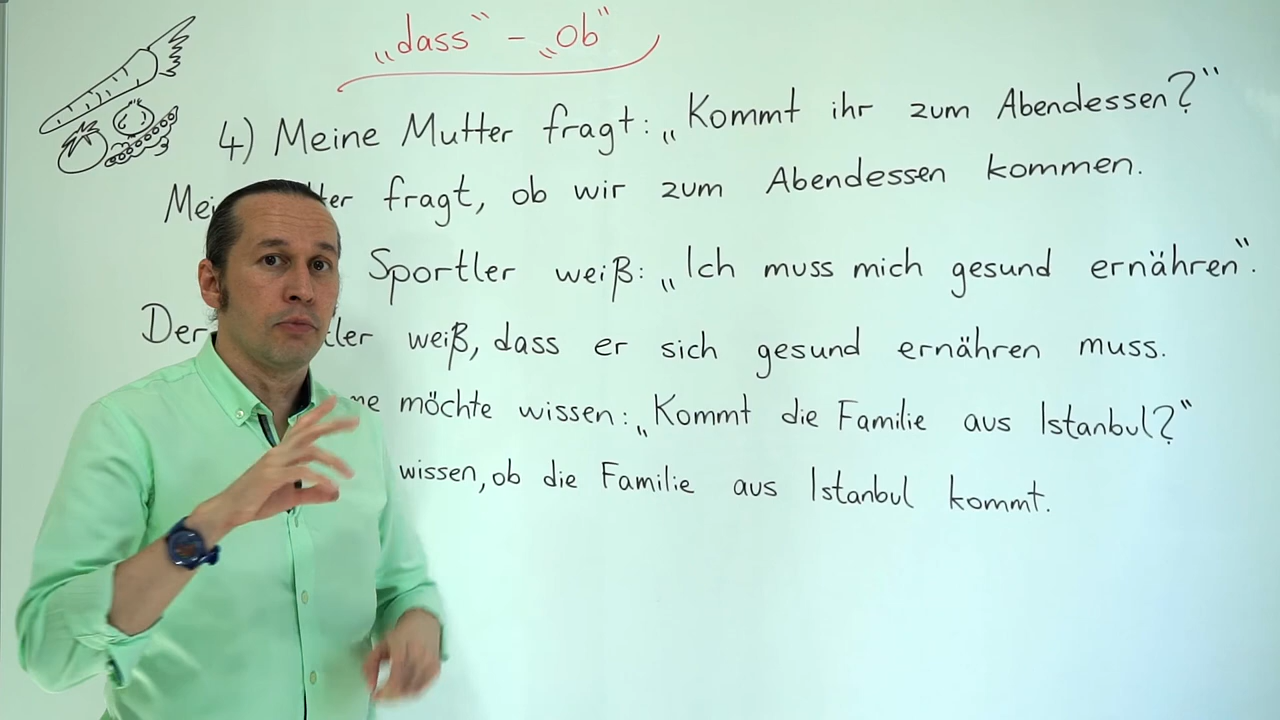 „dass“ - „ob“
4) Meine Mutter fragt: „Kommt ihr zum Abendessen?“
fragt, ob wir zum Abendessen kommen.
Sportler weiß: „Ich muss mich gesund ernähren“.
Der weiß, dass er sich gesund ernähren muss.
möchte wissen: „Kommt die Familie aus Istanbul?“
wissen, ob die Familie aus Istanbul kommt.